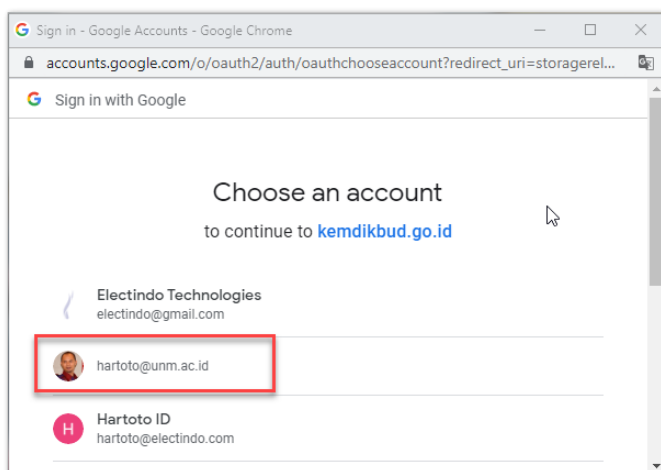 Sign in - Google Accounts - Google Chrome
accounts.google.com/o/oauth2/auth/oauthchooseaccount?redirect_uri=storagerel...
Sign in with Google
Choose an account
to continue to kemdikbud.go.id
Electindo Technologies
electindo@gmail.com
hartoto@unm.ac.id
H
Hartoto ID
hartoto@electindo.com